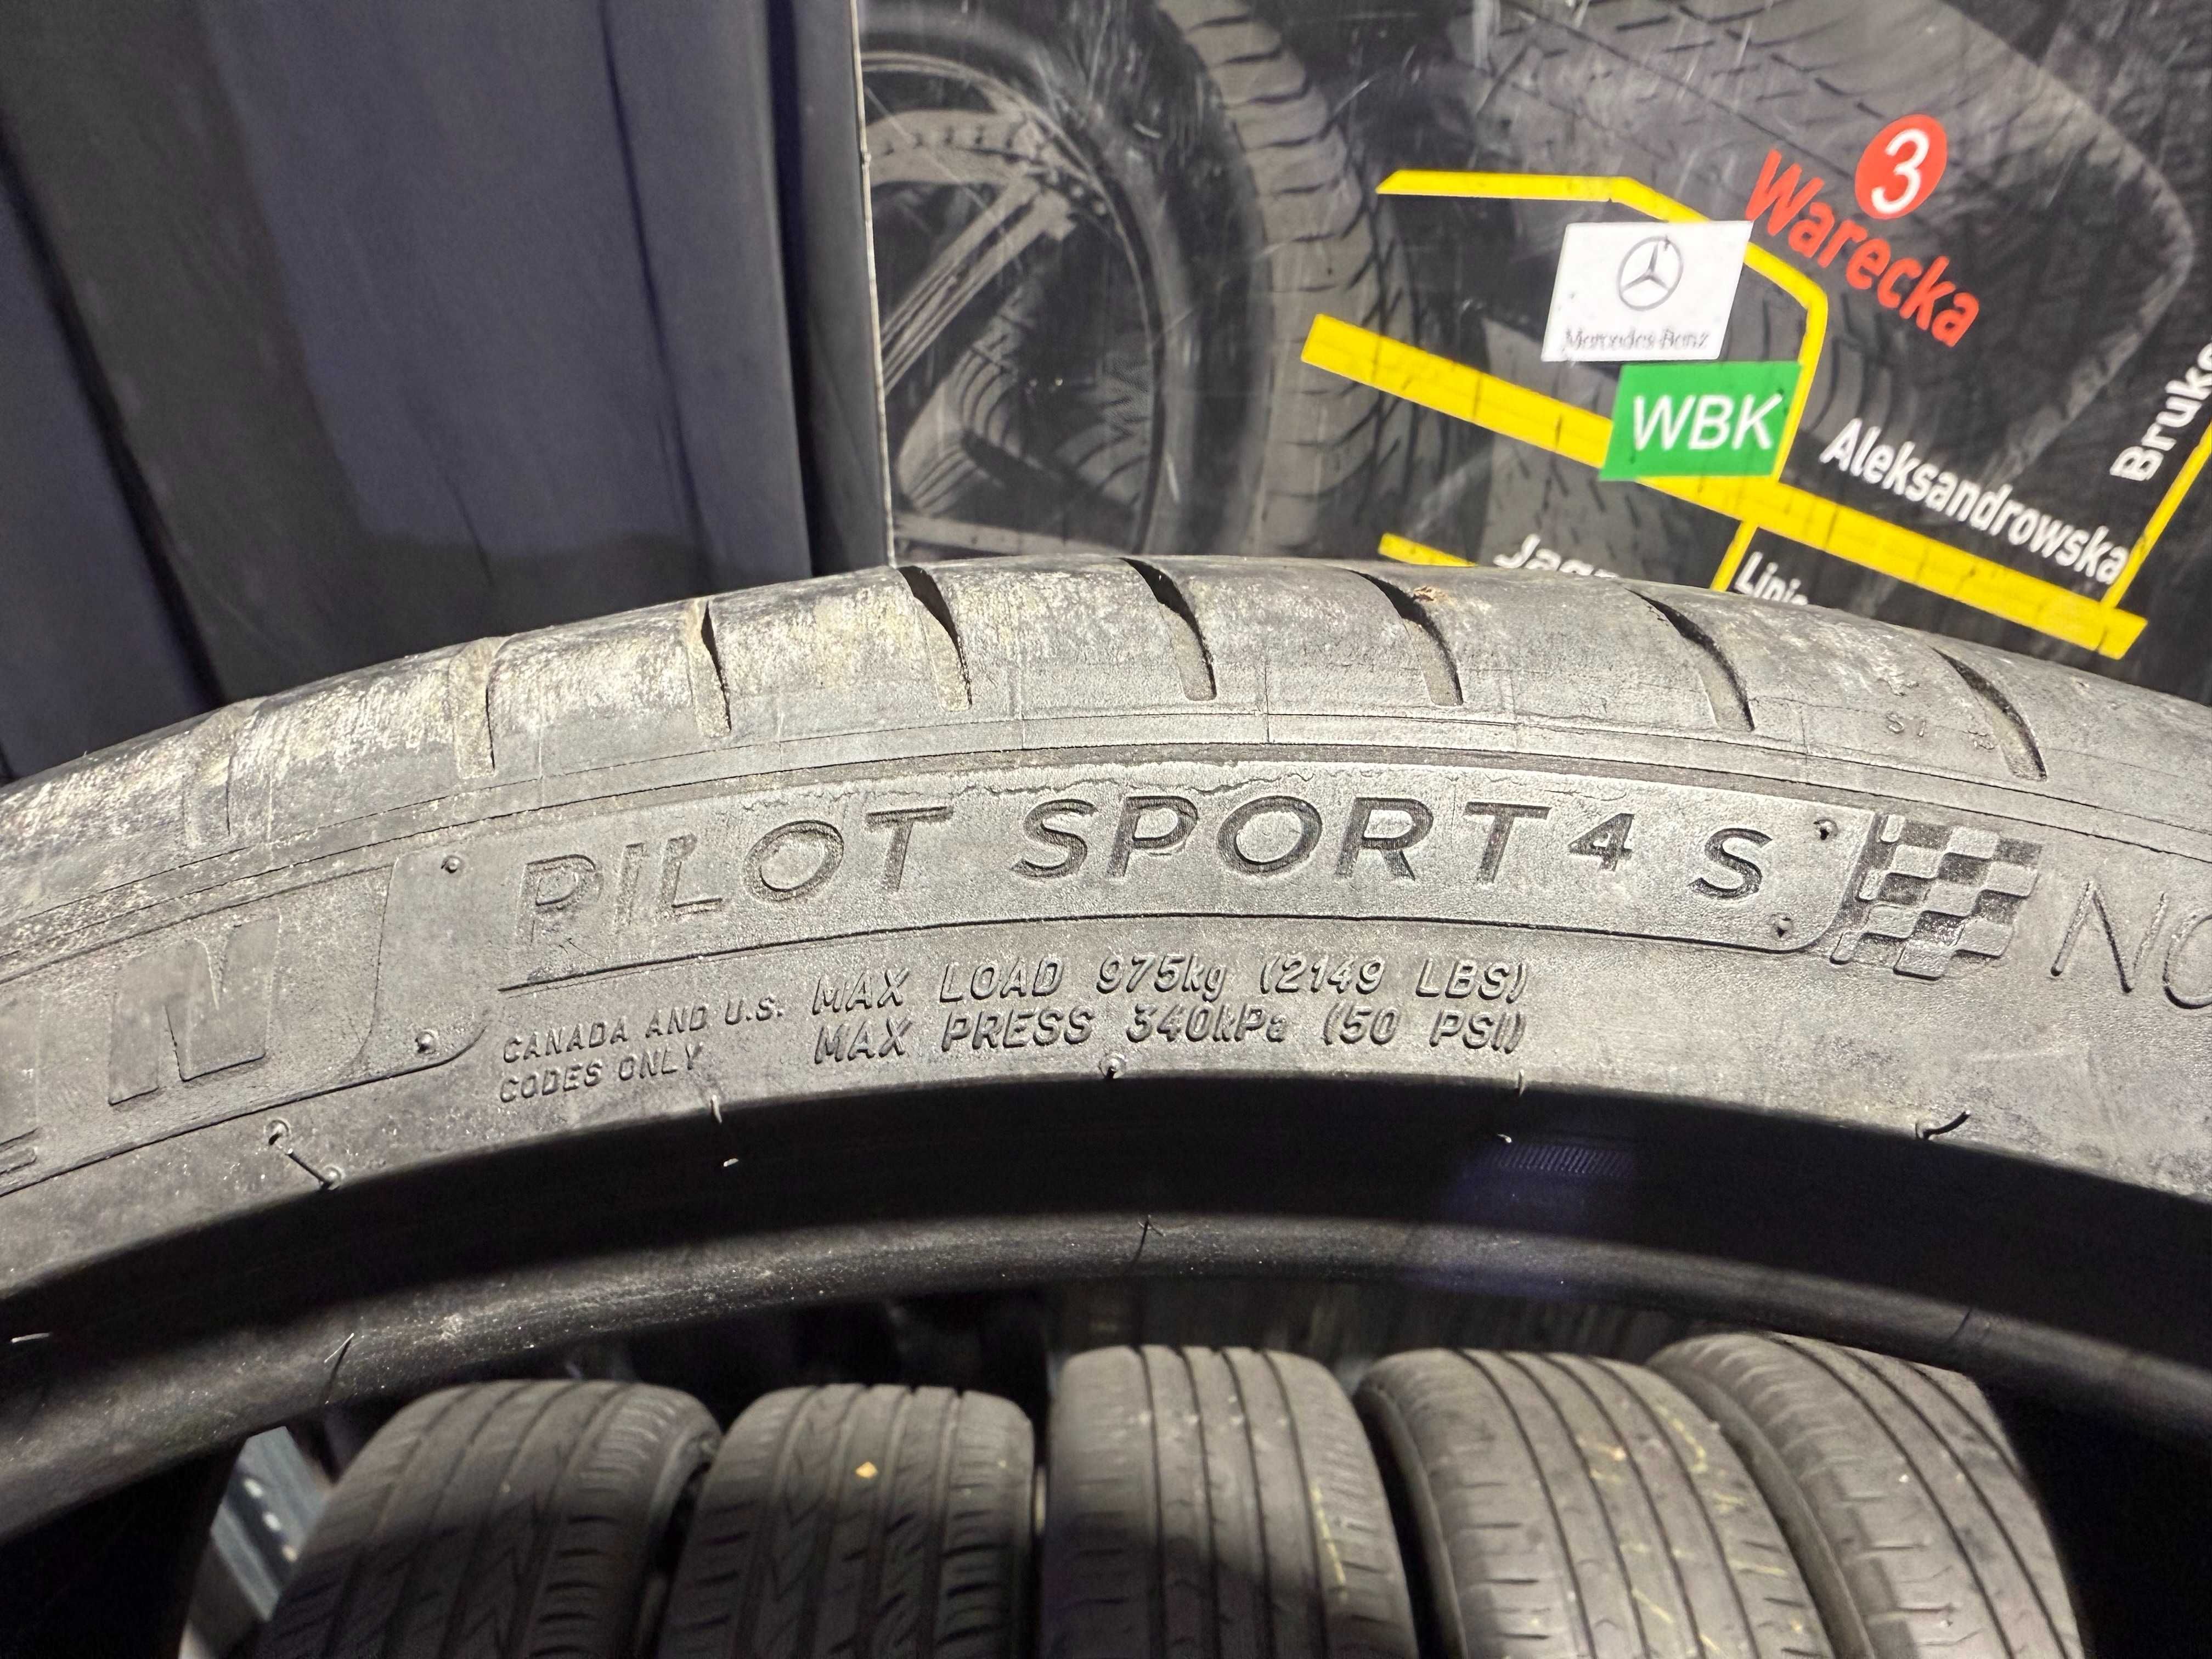 3
Warecka
Mercedes-Benz
WBK
Aleksandrowska
PILOT SPORT 4 S
CANADA AND U.S.
CODES ONLY
MAX LOAD 975kg (2149 LBS)
MAX PRESS 340kPa (50 PSI)